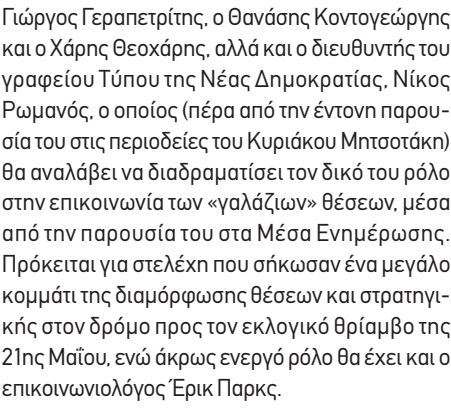 Γιώργος Γεραπετρίτης, ο Θανάσης Κοντογεώργης
και ο Χάρης Θεοχάρης, αλλά και ο διευθυντής του
γραφείου Τύπου της Νέας Δημοκρατίας, Νίκος
Ρωμανός, ο οποίος (πέρα από την έντονη παρου-
σία του στις περιοδείες του Κυριάκου Μητσοτάκη)
θα αναλάβει να διαδραματίσει τον δικό του ρόλο
στην επικοινωνία των «γαλάζιων» θέσεων, μέσα
από την παρουσία του στα Μέσα Ενημέρωσης.
Πρόκειται για στελέχη που σήκωσαν ένα μεγάλο
κομμάτι της διαμόρφωσης θέσεων και στρατηγι-
κής στον δρόμο προς τον εκλογικό θρίαμβο της
21ης Μαΐου, ενώ άκρως ενεργό ρόλο θα έχει και ο
επικοινωνιολόγος Έρικ Παρκς.